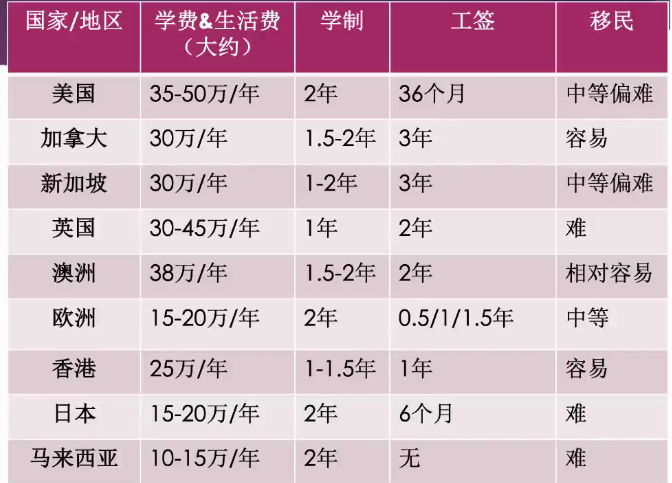 国家/地区 学费&生活费（大约） 学制 工签 移民
美国 35-50万/年 2年 36个月 中等偏难
加拿大 30万/年 1.5-2年 3年 容易
新加坡 30万/年 1-2年 3年 中等偏难
英国 30-45万/年 1年 2年 难
澳洲 38万/年 1.5-2年 2年 相对容易
欧洲 15-20万/年 2年 0.5/1/1.5年 中等
香港 25万/年 1-1.5年 1年 容易
日本 15-20万/年 2年 6个月 难
马来西亚 10-15万/年 2年 无 难